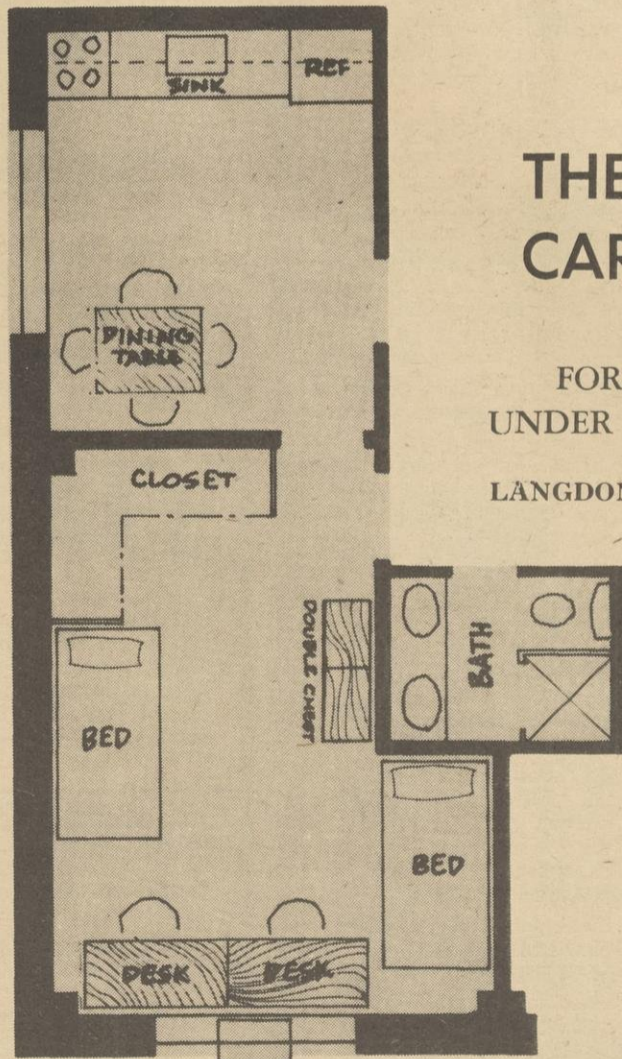 SINK
REF
THE
CAR
DINING
TABLE
FOR
UNDER
CLOSET
LANGDON
DOUBLE CHEST
BATH
BED
BED
DESK
DESK